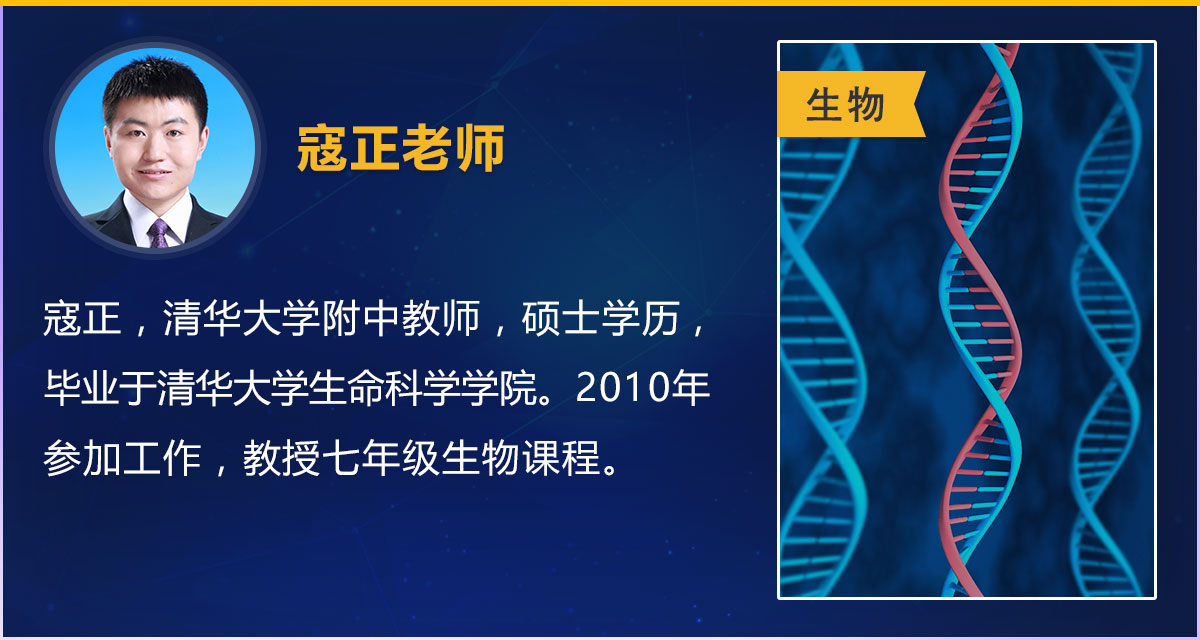 寇正老师
生物
寇正，清华大学附中教师，硕士学历，
毕业于清华大学生命科学学院。2010年
参加工作，教授七年级生物课程。